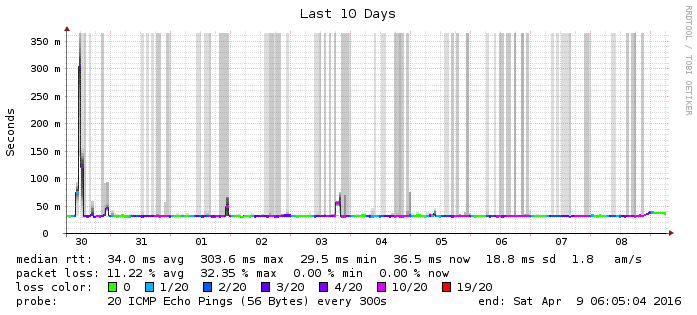 Last 10 Days
RRDTOOL / TOBI OETIKER
Seconds
350 m
300 m
250 m
200 m
150 m
100 m
50 m
0
30 31 01 02 03 04 05 06 07 08
median rtt: 34.0 ms avg 303.6 ms max 29.5 ms min 36.5 ms now 18.8 ms sd 1.8 am/s
packet loss: 11.22 % avg 32.35 % max 0.00 % min 0.00 % now
loss color: 0 1/20 2/20 3/20 4/20 10/20 19/20
probe: 20 ICMP Echo Pings (56 Bytes) every 300s end: Sat Apr 9 06:05:04 2016